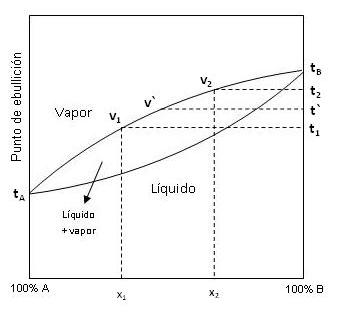 Punto de ebullición
t_B
v_2
t_2
v`
Vapor
t`
v_1
t_1
t_A
Líquido
Líquido
+ vapor
x_1
x_2
100% A
100% B